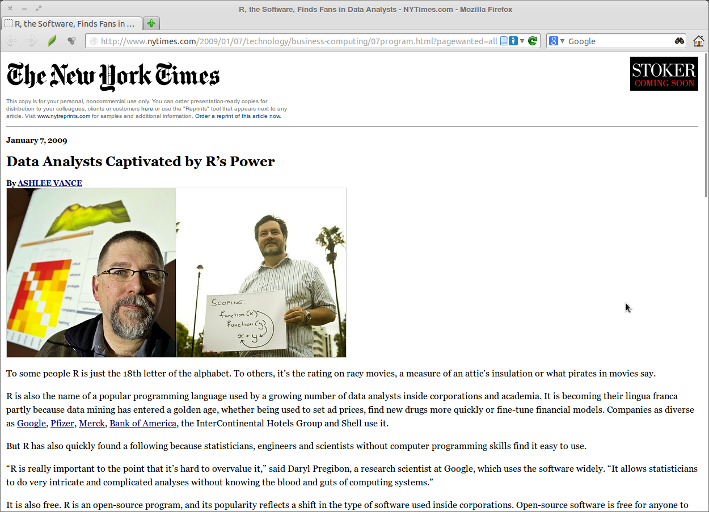 R, the Software, Finds Fans in Data Analysts - NYTimes.com - Mozilla Firefox
R, the Software, Finds Fans in ...
http://www.nytimes.com/2009/01/07/technology/business-computing/07program.html?pagewanted=all
Google
The New York Times
STOKER
COMING SOON
This copy is for your personal, noncommercial use only. You can order presentation-ready copies for
distribution to your colleagues, clients or customers here or use the "Reprints" tool that appears next to any
article. Visit www.nytreprints.com for samples and additional information. Order a reprint of this article now.
January 7, 2009
Data Analysts Captivated by R's Power
By ASHLEE VANCE
SCOPING
function(x)
function(y)
x + y
To some people R is just the 18th letter of the alphabet. To others, it's the rating on racy movies, a measure of an attic's insulation or what pirates in movies say.
R is also the name of a popular programming language used by a growing number of data analysts inside corporations and academia. It is becoming their lingua franca
partly because data mining has entered a golden age, whether being used to set ad prices, find new drugs more quickly or fine-tune financial models. Companies as diverse
as Google, Pfizer, Merck, Bank of America, the InterContinental Hotels Group and Shell use it.
But R has also quickly found a following because statisticians, engineers and scientists without computer programming skills find it easy to use.
“R is really important to the point that it's hard to overvalue it,” said Daryl Pregibon, a research scientist at Google, which uses the software widely. “It allows statisticians
to do very intricate and complicated analyses without knowing the blood and guts of computing systems.”
It is also free. R is an open-source program, and its popularity reflects a shift in the type of software used inside corporations. Open-source software is free for anyone to